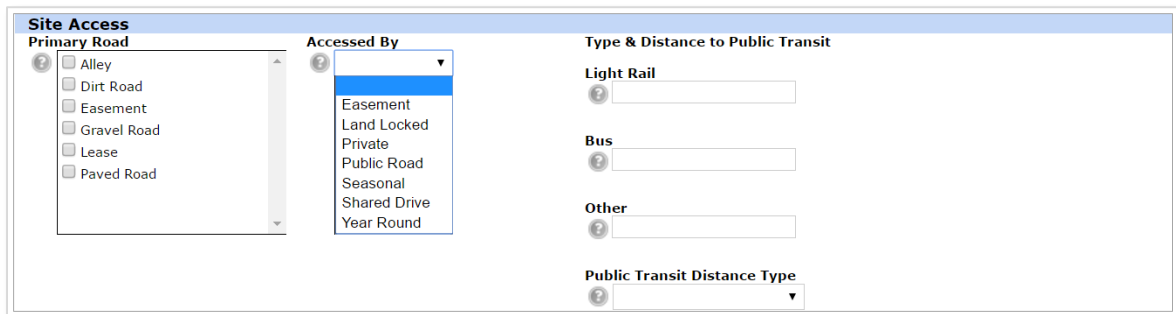 Site Access
Primary Road
Alley
Dirt Road
Easement
Gravel Road
Lease
Paved Road
Accessed By
Easement
Land Locked
Private
Public Road
Seasonal
Shared Drive
Year Round
Type & Distance to Public Transit
Light Rail
Bus
Other
Public Transit Distance Type